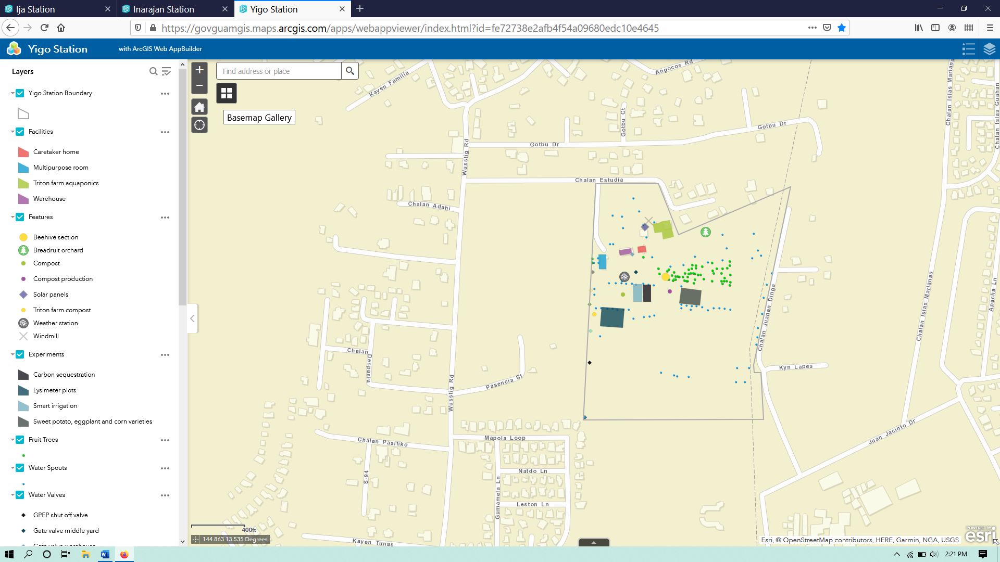 Ija Station
Inarajan Station
Yigo Station
https://govguamgis.maps.arcgis.com/apps/webappviewer/index.html?id=fe72738e2afb4f54a09680edc10e4645
Yigo Station
with ArcGIS Web AppBuilder
Layers
Yigo Station Boundary
Facilities
Caretaker home
Multipurpose room
Triton farm aquaponics
Warehouse
Features
Beehive section
Breadruit orchard
Compost
Compost production
Solar panels
Triton farm compost
Weather station
Windmill
Experiments
Carbon sequestration
Lysimeter plots
Smart irrigation
Sweet potato, eggplant and corn varieties
Fruit Trees
Water Spouts
Water Valves
GPEP shut off valve
Gate valve middle yard
Gate valve warehouse
Find address or place
Basemap Gallery
Kayen Familia
Angocos Rd
Chalan Islas Marianas
Chalan Islas Guahan
Gotbu Ct
Gotbu Dr
Gotbu Dr
Wusstig Rd
Chalan Estudia
Chalan Adahi
Chalan Juanan Dinga
Chalan Islas Marianas
Apacha Ln
Chalan
Despasiu
Wusstig Rd
Pasencia St
Kyn Lapes
Juan Jacinto Dr
Mapola Loop
Chalan Pasifiko
S-94
Natdo Ln
Gumamela Ln
Leston Ln
Kayen Tunas
400ft
144.863 13.535 Degrees
Esri, © OpenStreetMap contributors, HERE, Garmin, NGA, USGS
POWERED BY
esri
2:21 PM